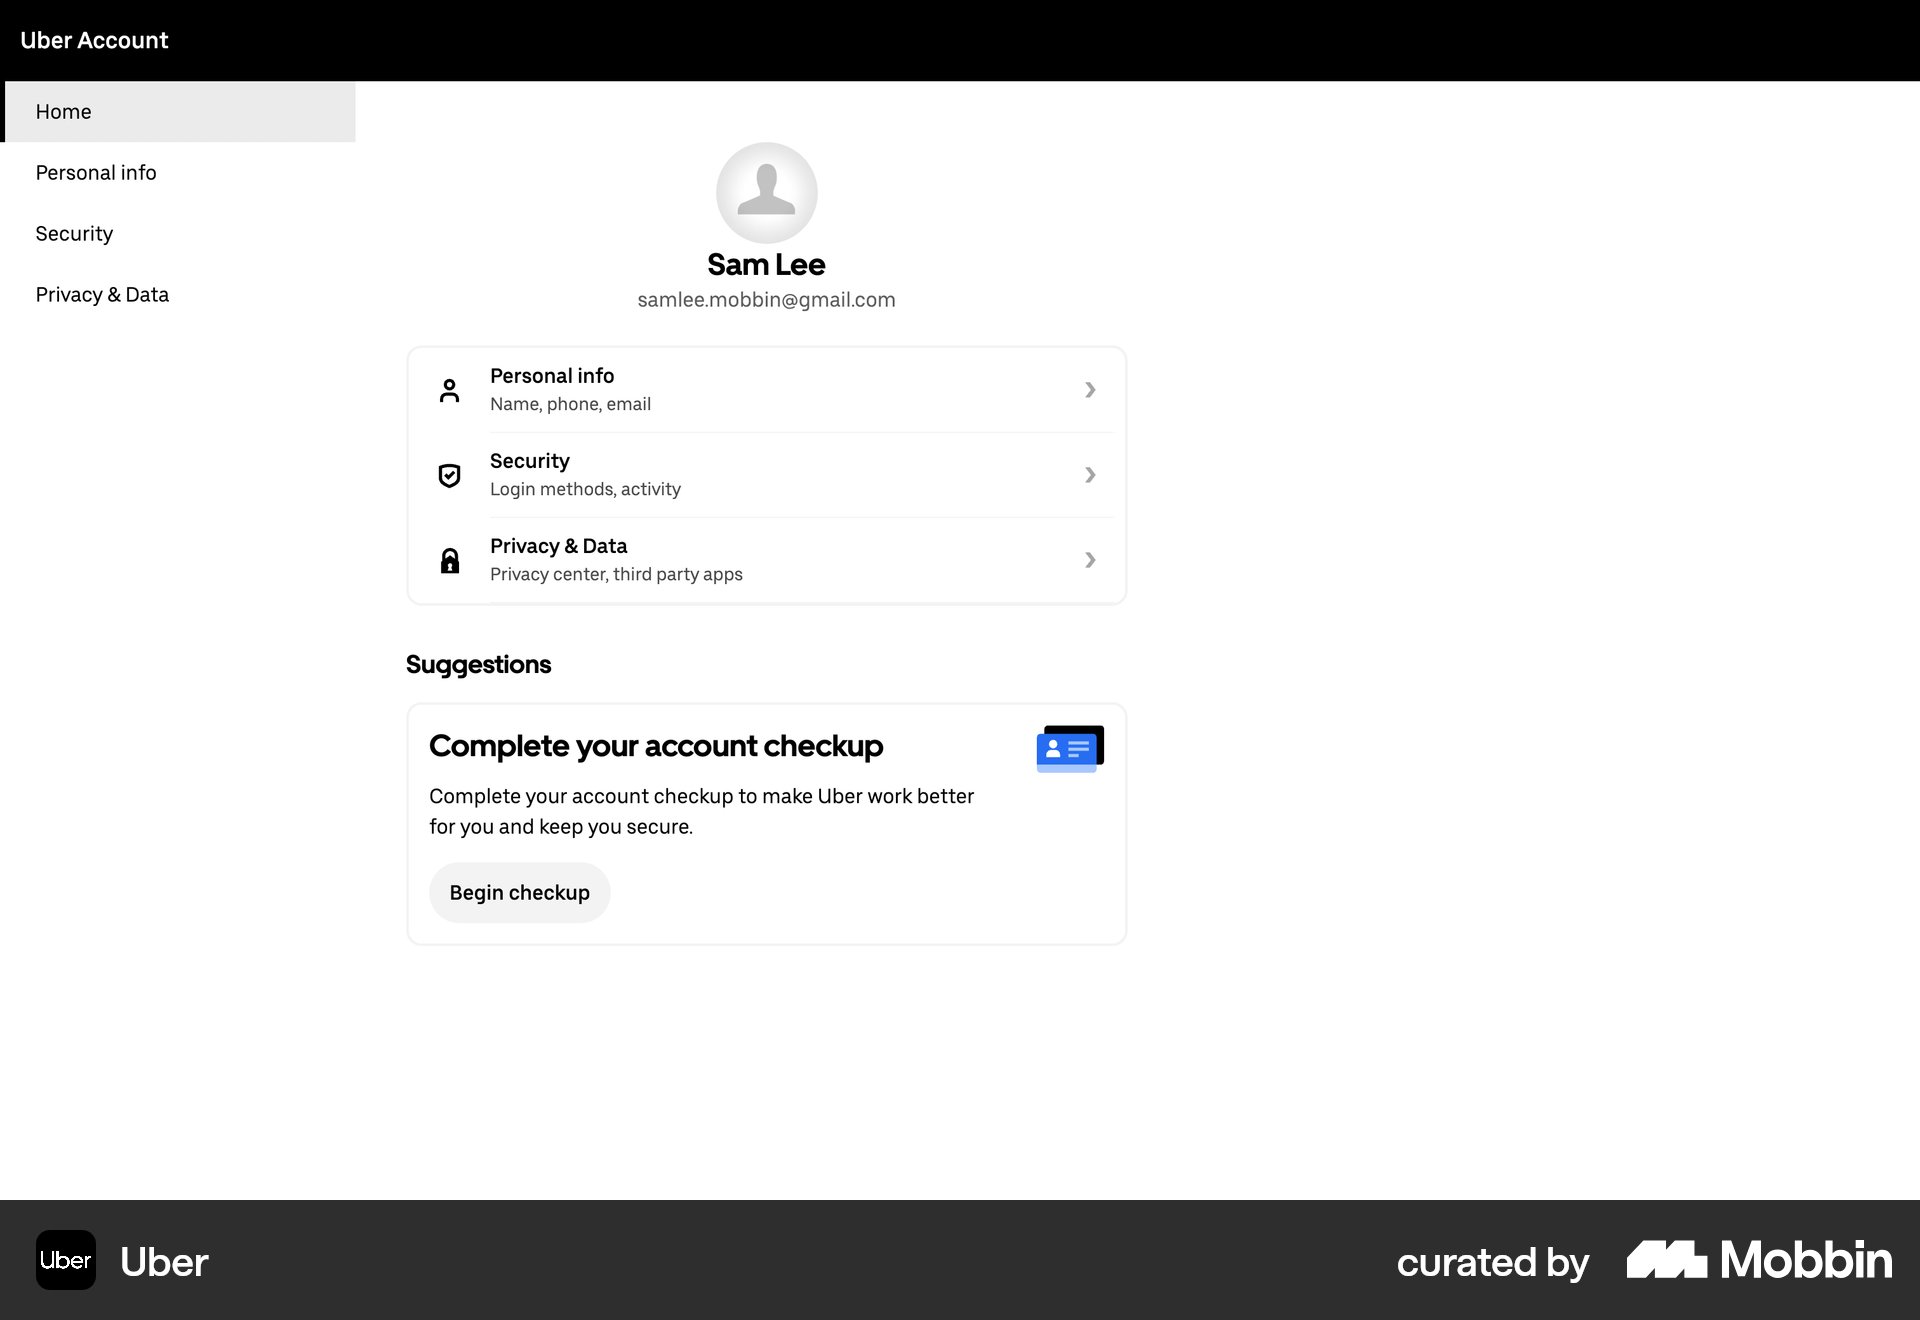 Uber Account
Home
Personal info
Security
Privacy & Data
Sam Lee
samlee.mobbin@gmail.com
Personal info
Name, phone, email
Security
Login methods, activity
Privacy & Data
Privacy center, third party apps
Suggestions
Complete your account checkup
Complete your account checkup to make Uber work better
for you and keep you secure.
Begin checkup
Uber
Uber
curated by
Mobbin